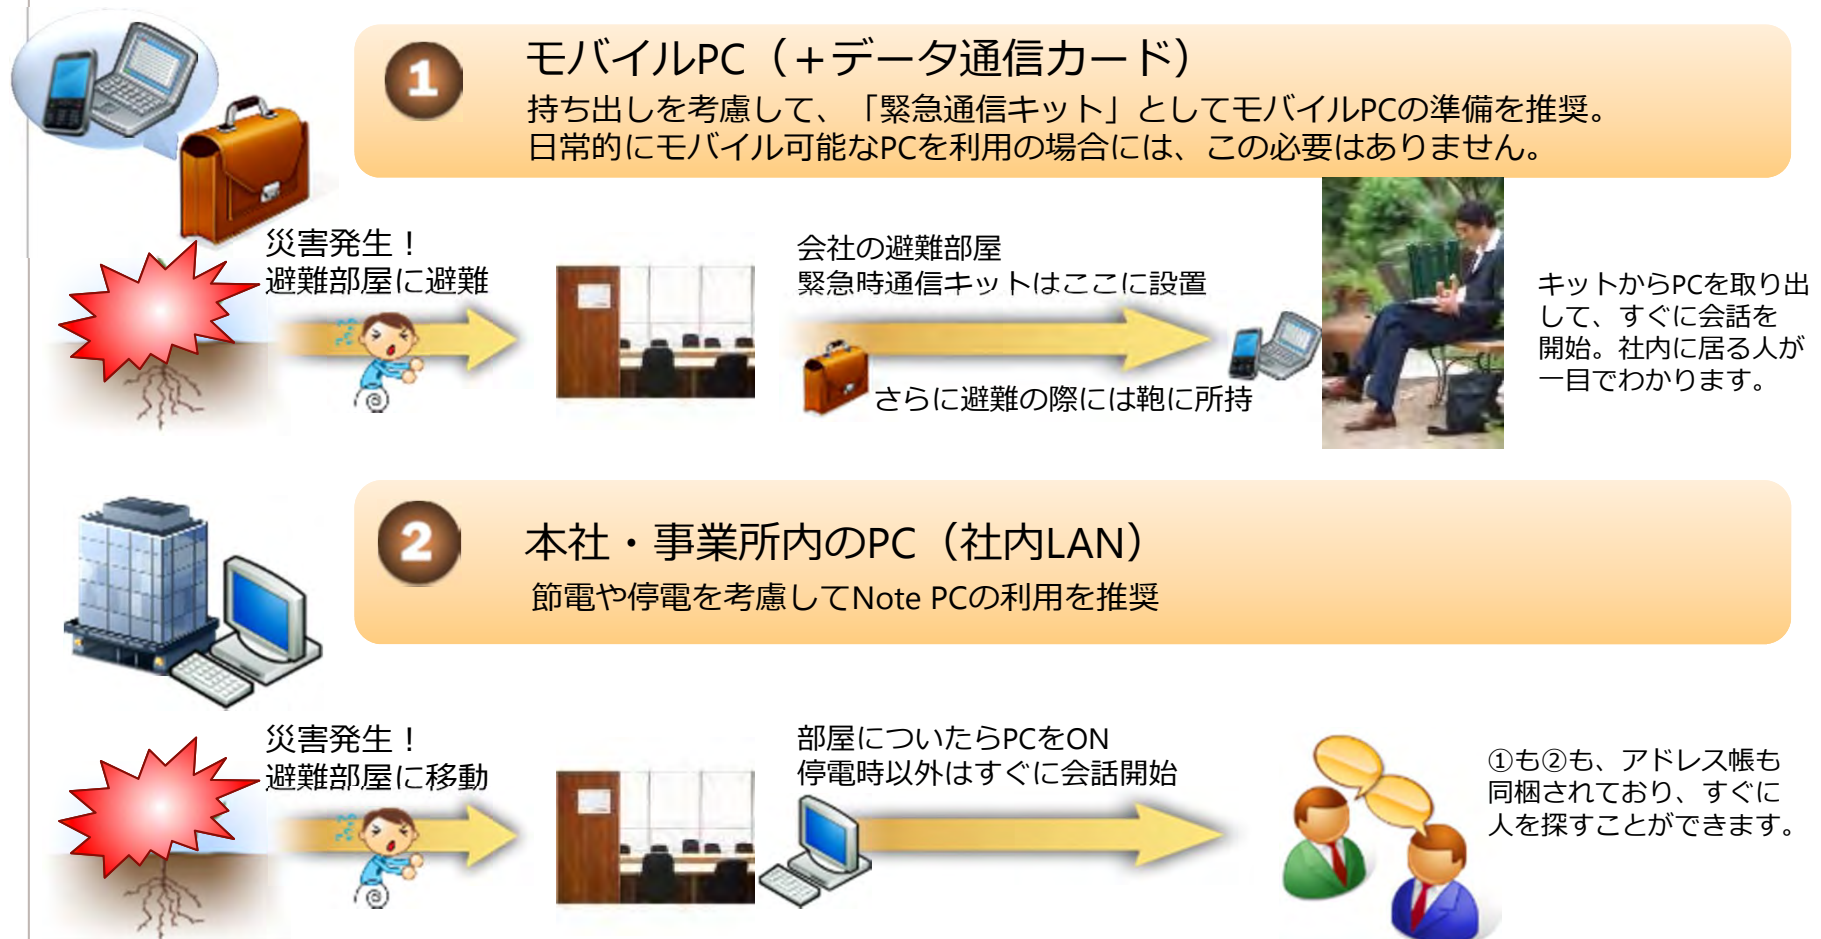 1
モバイルPC（＋データ通信カード）
持ち出しを考慮して、「緊急通信キット」としてモバイルPCの準備を推奨。
日常的にモバイル可能なPCを利用の場合には、この必要はありません。
災害発生！
避難部屋に避難
会社の避難部屋
緊急時通信キットはここに設置
さらに避難の際には鞄に所持
キットからPCを取り出
して、すぐに会話を
開始。社内に居る人が
一目でわかります。
2
本社・事業所内のPC（社内LAN）
節電や停電を考慮してNote PCの利用を推奨
災害発生！
避難部屋に移動
部屋についたらPCをON
停電時以外はすぐに会話開始
①も②も、アドレス帳も
同梱されており、すぐに
人を探すことができます。